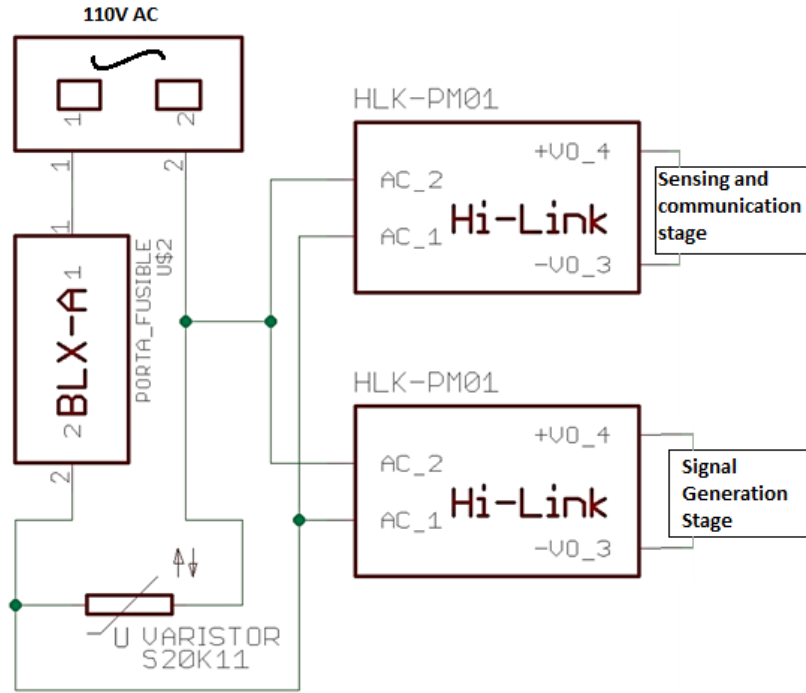 110V AC
1
2
1
2
1
BLX-A
1
2
PORTA_FUSIBLE
U$2
2
U VARISTOR
S20K11
HLK-PM01
AC_2
AC_1
Hi-Link
+VO_4
-VO_3
Sensing and
communication
stage
HLK-PM01
AC_2
AC_1
Hi-Link
+VO_4
-VO_3
Signal
Generation
Stage